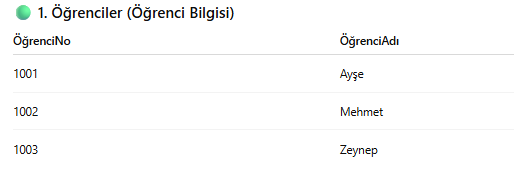 1. Öğrenciler (Öğrenci Bilgisi)
ÖğrenciNo ÖğrenciAdı
1001 Ayşe
1002 Mehmet
1003 Zeynep